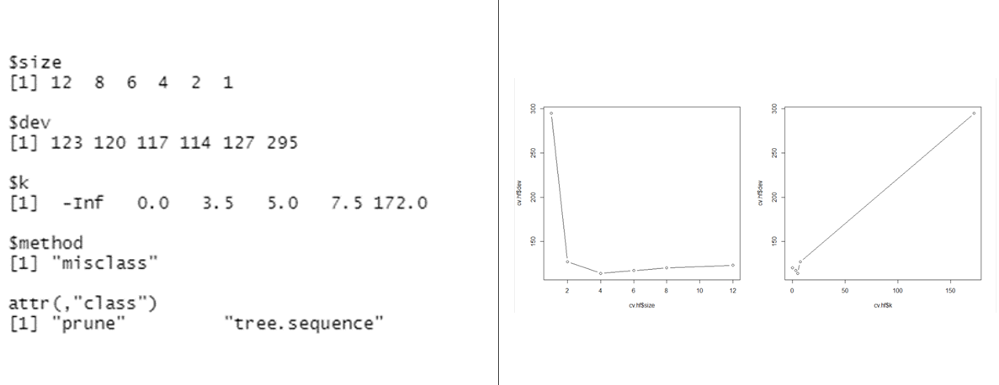 $size
[1] 12 8 6 4 2 1
$dev
[1] 123 120 117 114 127 295
$k
[1] -Inf 0.0 3.5 5.0 7.5 172.0
$method
[1] "misclass"
attr(,"class")
[1] "prune" "tree.sequence"
300
250
200
150
cv.hf$dev
2 4 6 8 10 12
cv.hf$size
300
250
200
150
cv.hf$dev
0 50 100 150
cv.hf$k